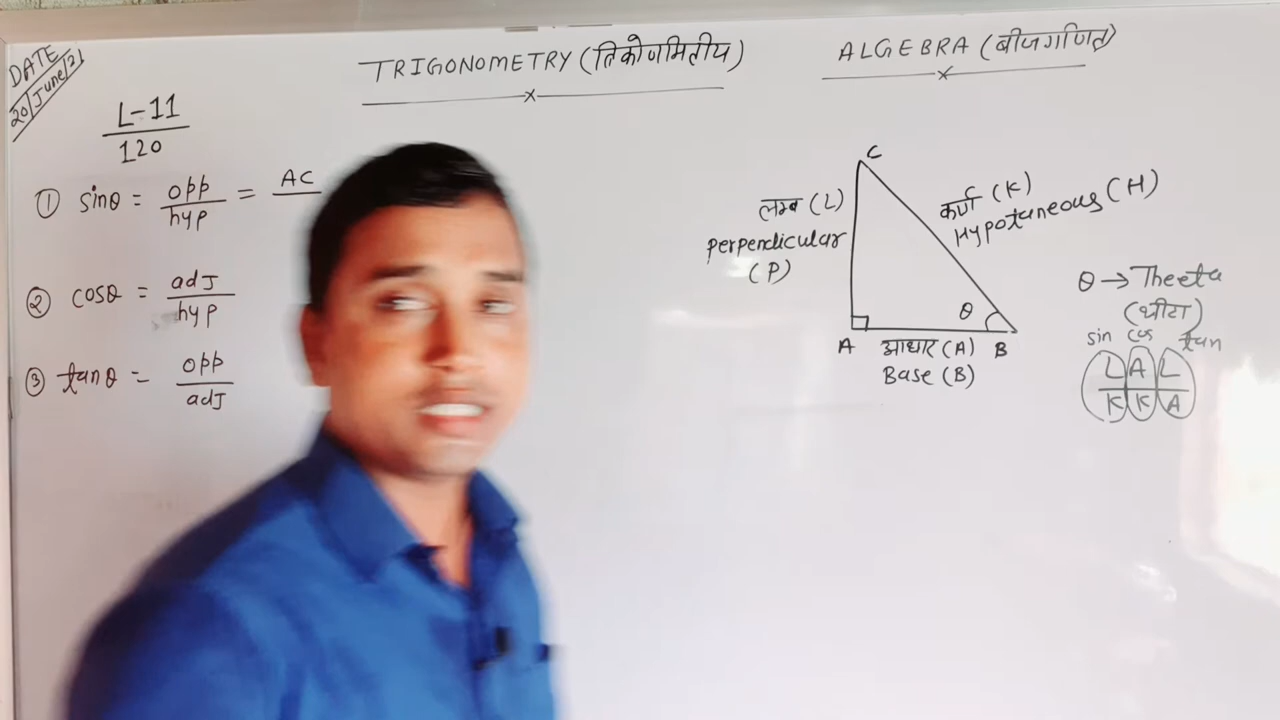 DATE
20/June/21
TRIGONOMETRY (त्रिकोणमितीय)
ALGEBRA (बीजगणित)
x
x
L-11
120
① sinθ = opp/hyp = AC
② cosθ = adJ/hyp
③ tanθ = opp/adJ
C
लम्ब (L)
perpendicular
(P)
कर्ण (K)
Hypotaneous (H)
θ
A
B
आधार (A)
Base (B)
θ → Theeta
(थीटा)
sin cos tan
L A L
K K A